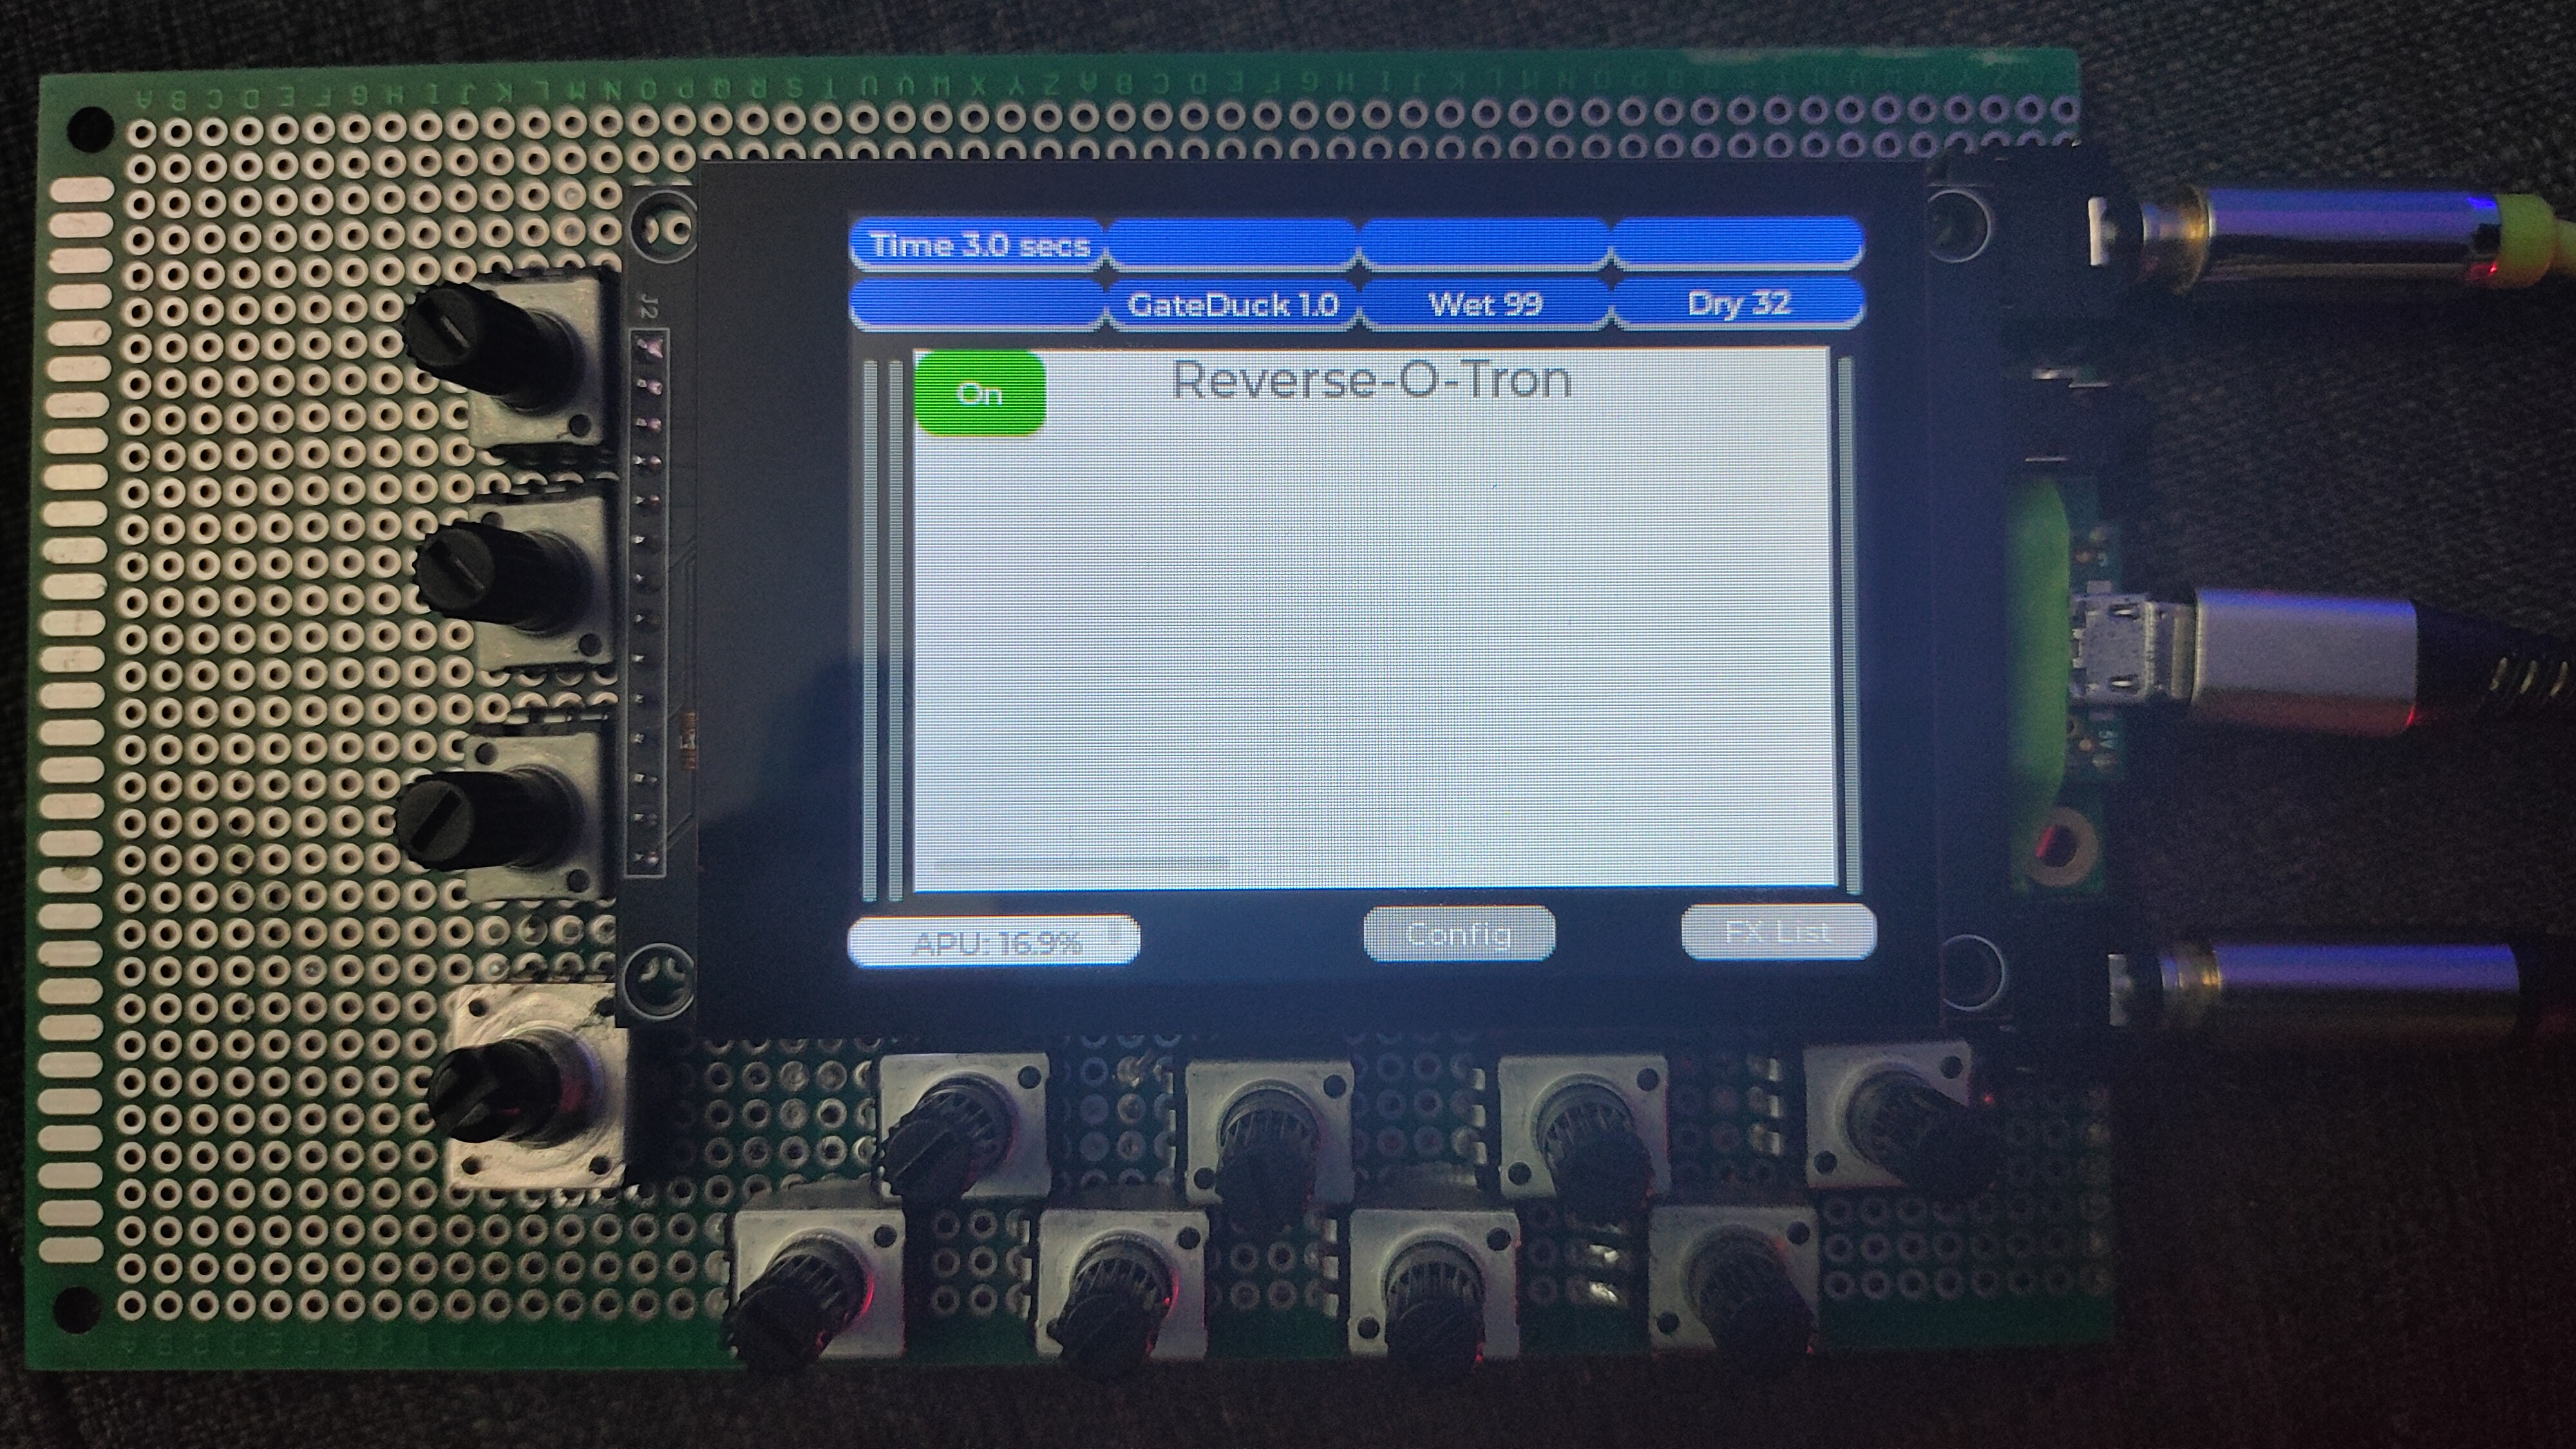 A B C D E F G H I J K L M N O P Q R S T U V W X Y Z A B C D E F G H I J K L M
Time 3.0 secs
GateDuck 1.0 Wet 99 Dry 32
J2
On
Reverse-O-Tron
APU: 16.9% Config FX List
5V